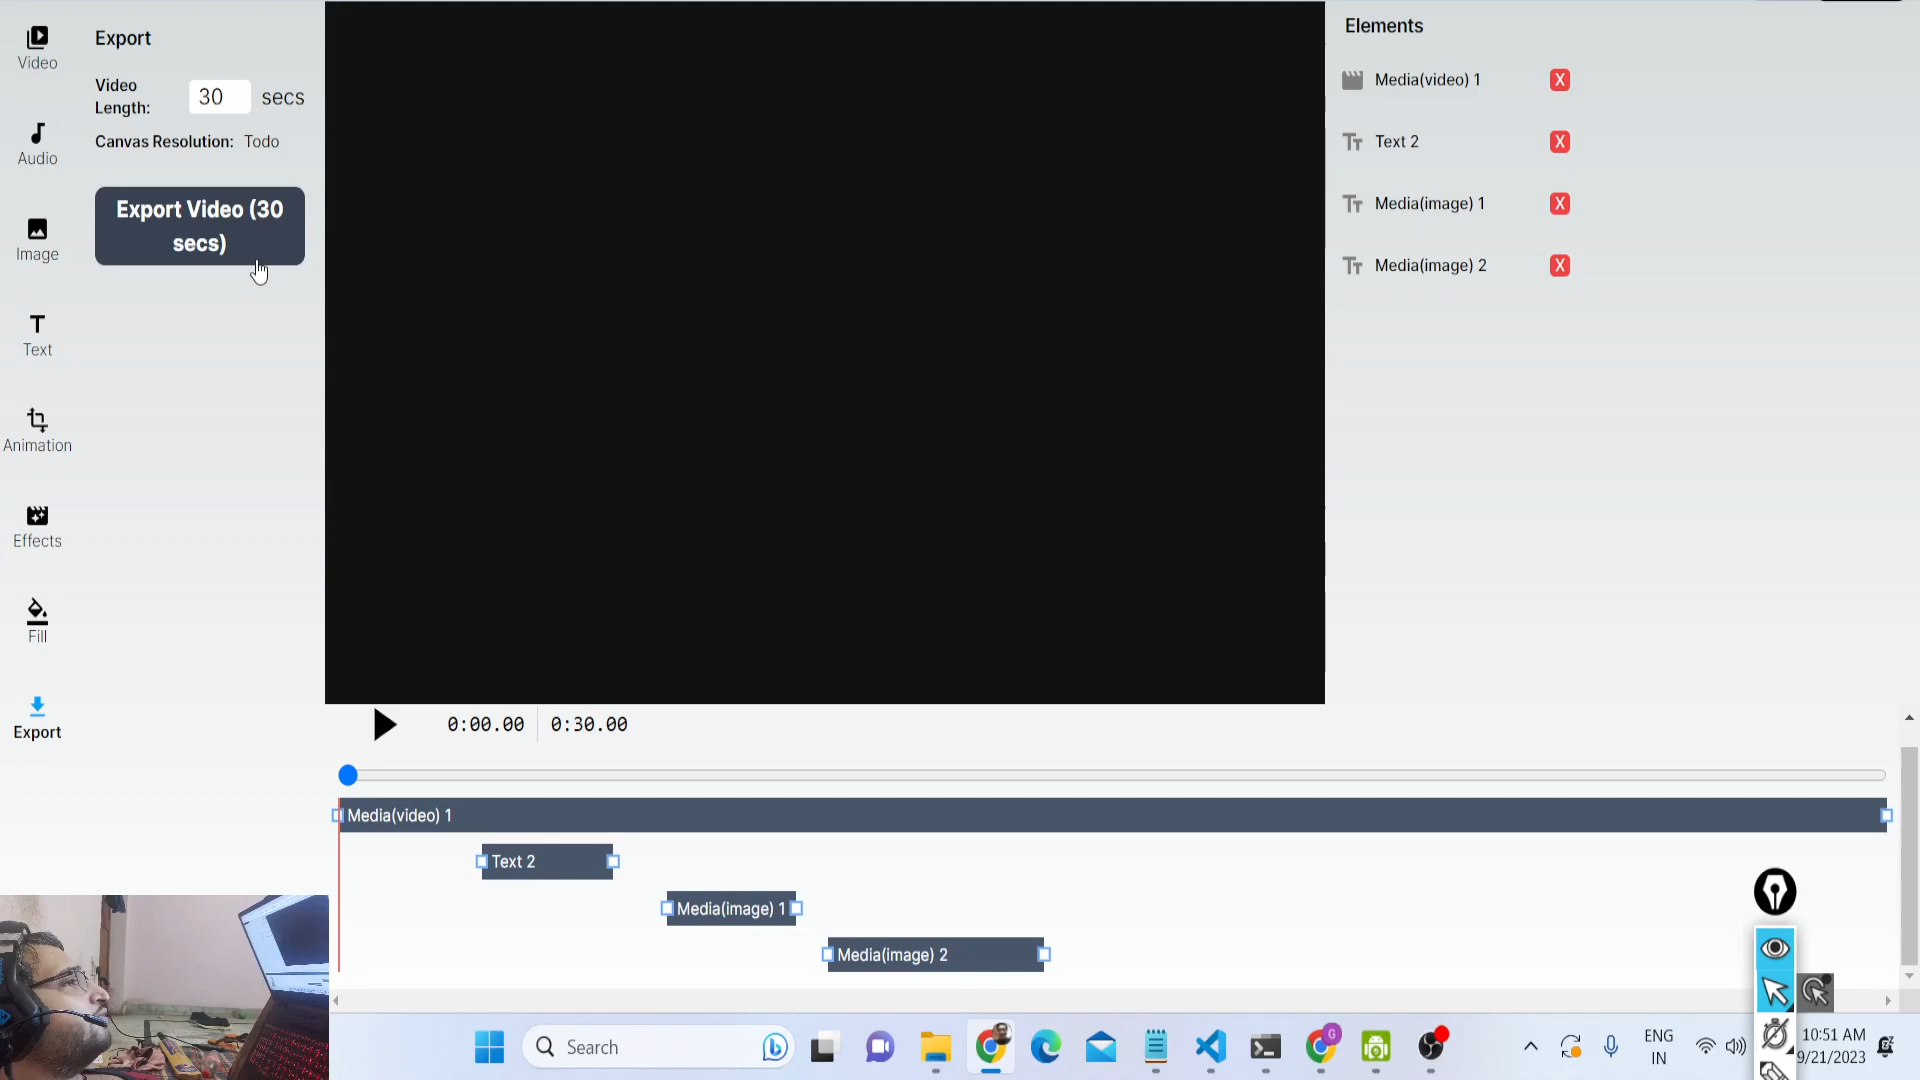 Video
Audio
Image
Text
Animation
Effects
Fill
Export
Export
Video
Length:
30
secs
Canvas Resolution:
Todo
Export Video (30
secs)
Elements
Media(video) 1
X
Text 2
X
Media(image) 1
X
Media(image) 2
X
0:00.00
0:30.00
Media(video) 1
Text 2
Media(image) 1
Media(image) 2
Search
G
ENG
IN
10:51 AM
9/21/2023